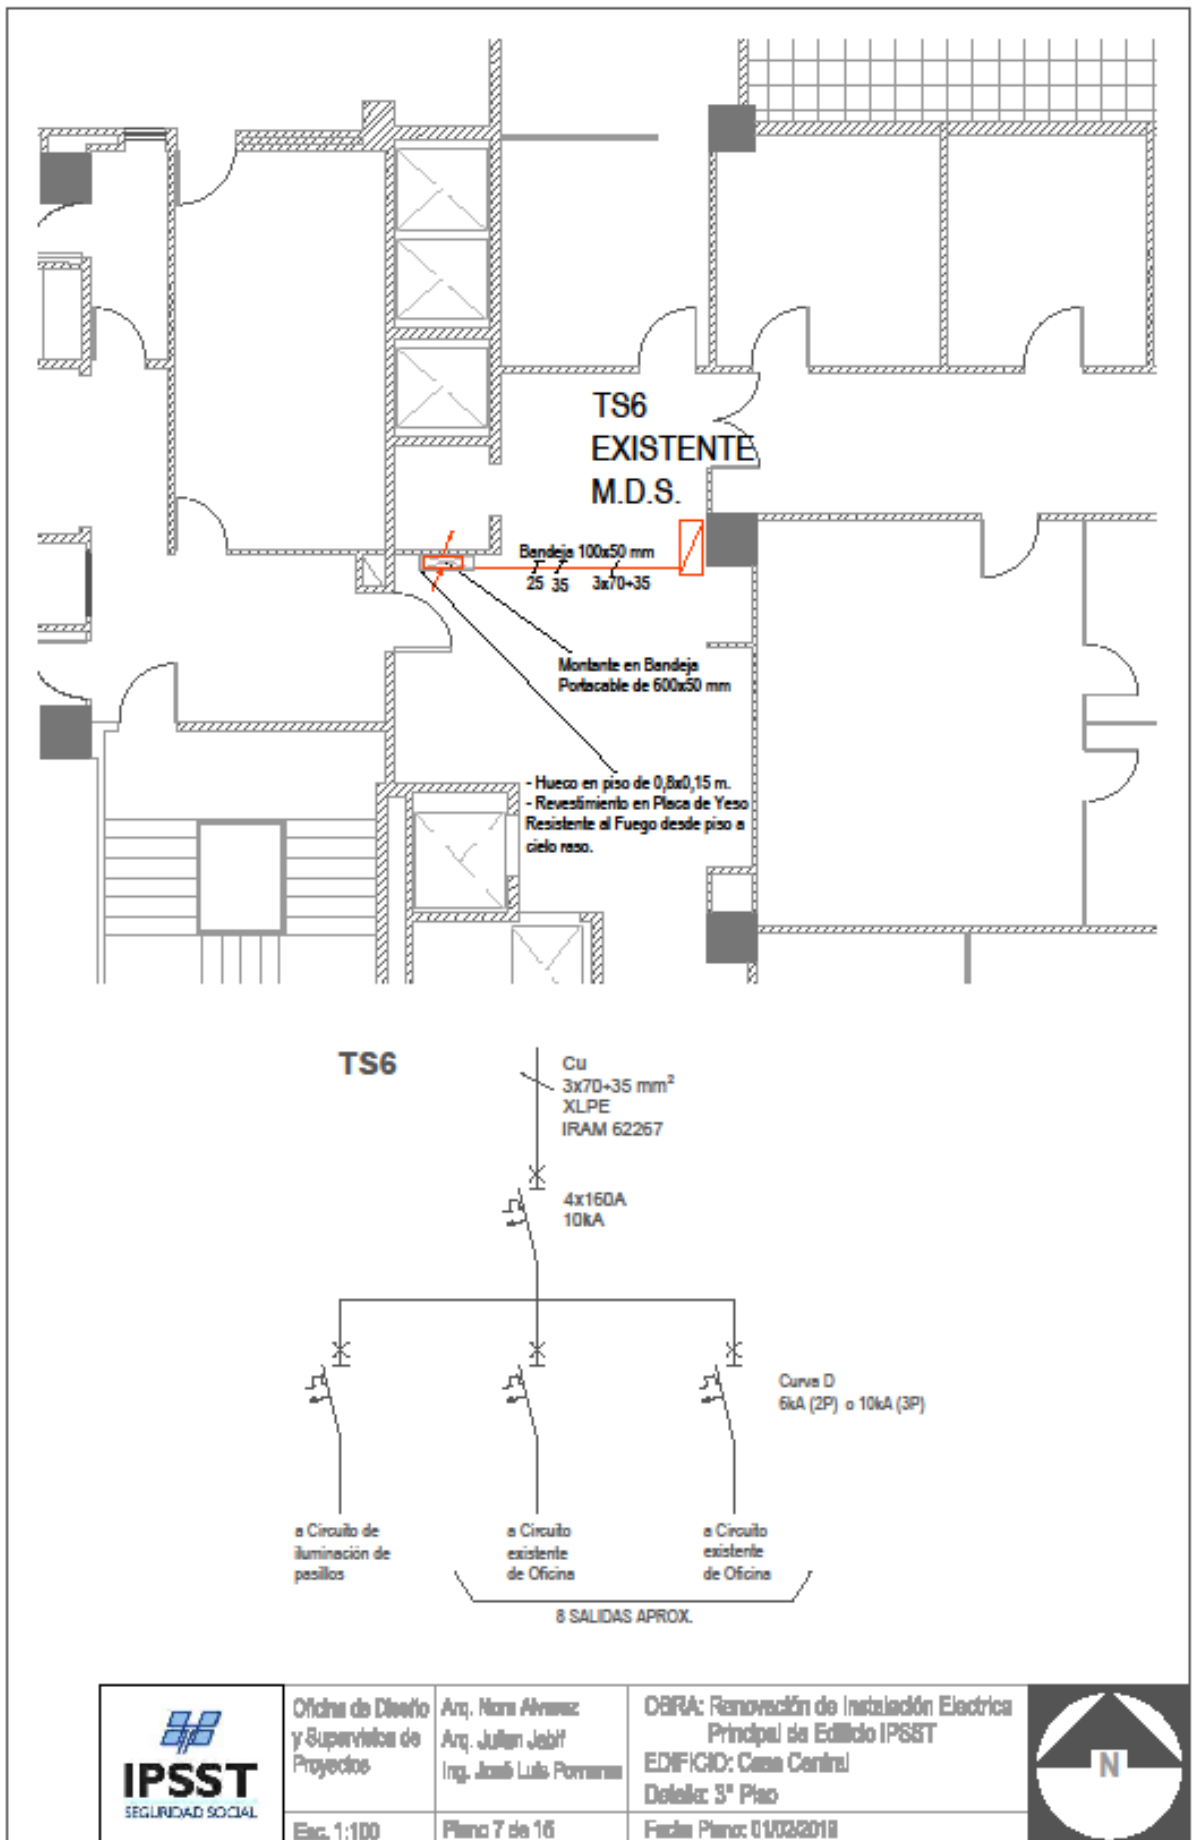 TS6
EXISTENTE
M.D.S.
Bandeja 100x50 mm
25 35 3x70+35
Montante en Bandeja
Portacable de 600x50 mm
- Hueco en piso de 0,8x0,15 m.
- Revestimiento en Placa de Yeso
Resistente al Fuego desde piso a
cielo raso.
TS6
Cu
3x70+35 mm²
XLPE
IRAM 62267
4x160A
10kA
Curva D
6kA (2P) o 10kA (3P)
a Circuito de
iluminación de
pasillos
a Circuito
existente
de Oficina
a Circuito
existente
de Oficina
8 SALIDAS APROX.
IPSST
SEGURIDAD SOCIAL
Oficina de Diseño
y Supervisión de
Proyectos
Esc. 1:100
Arq. Nora Alvarez
Arq. Julian Jabif
Ing. José Luis
Plano 7 de 16
OBRA: Renovación de Instalación Electrica
Principal de Edificio IPSST
EDIFICIO: Casa Central
Detalle: 3° Piso
Fecha Plano: 01/02/2018
N